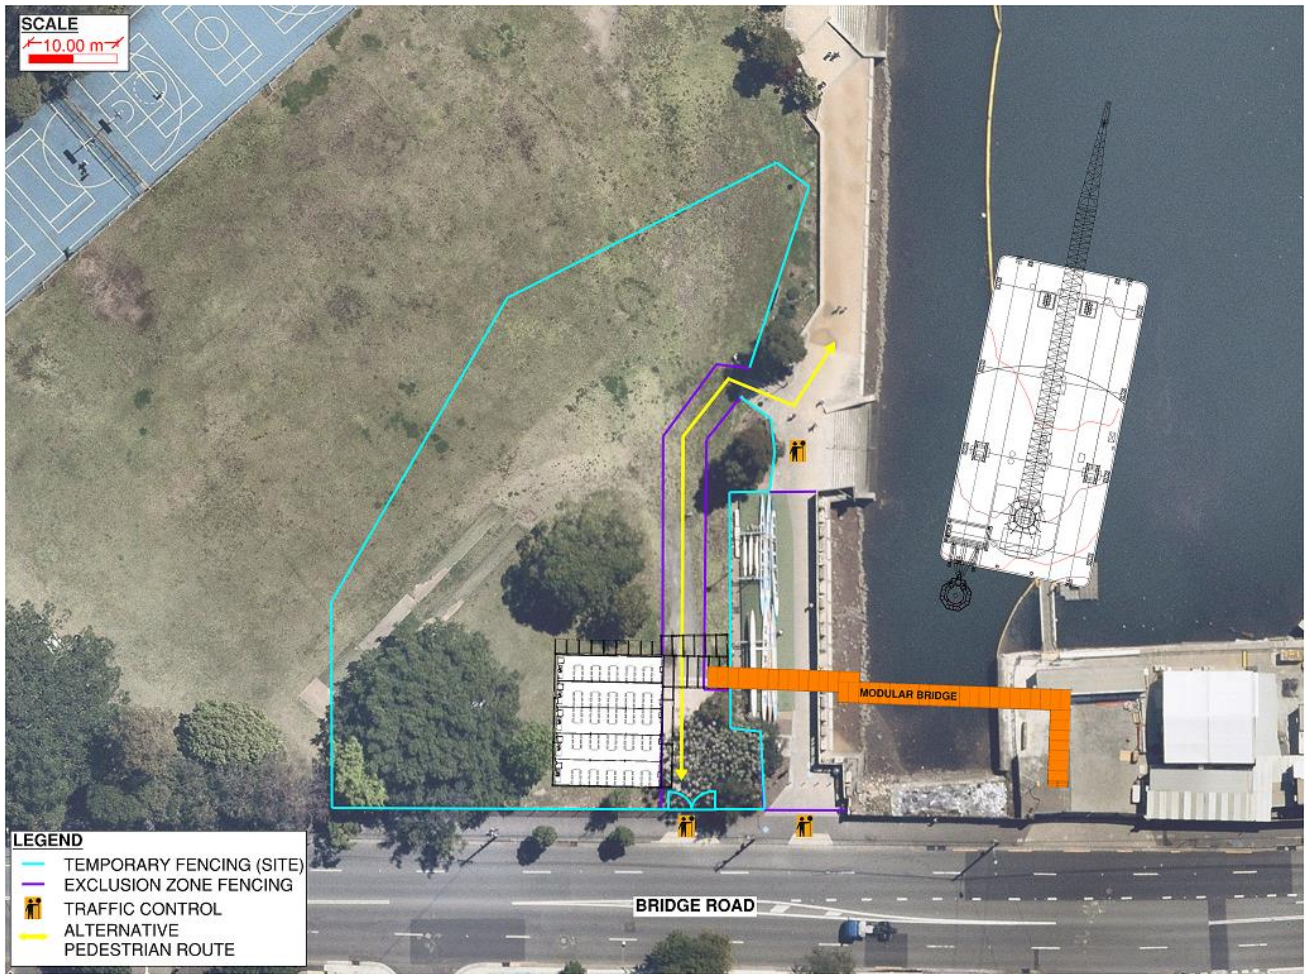 SCALE
10.00 m
MODULAR BRIDGE
LEGEND
TEMPORARY FENCING (SITE)
EXCLUSION ZONE FENCING
TRAFFIC CONTROL
ALTERNATIVE
PEDESTRIAN ROUTE
BRIDGE ROAD